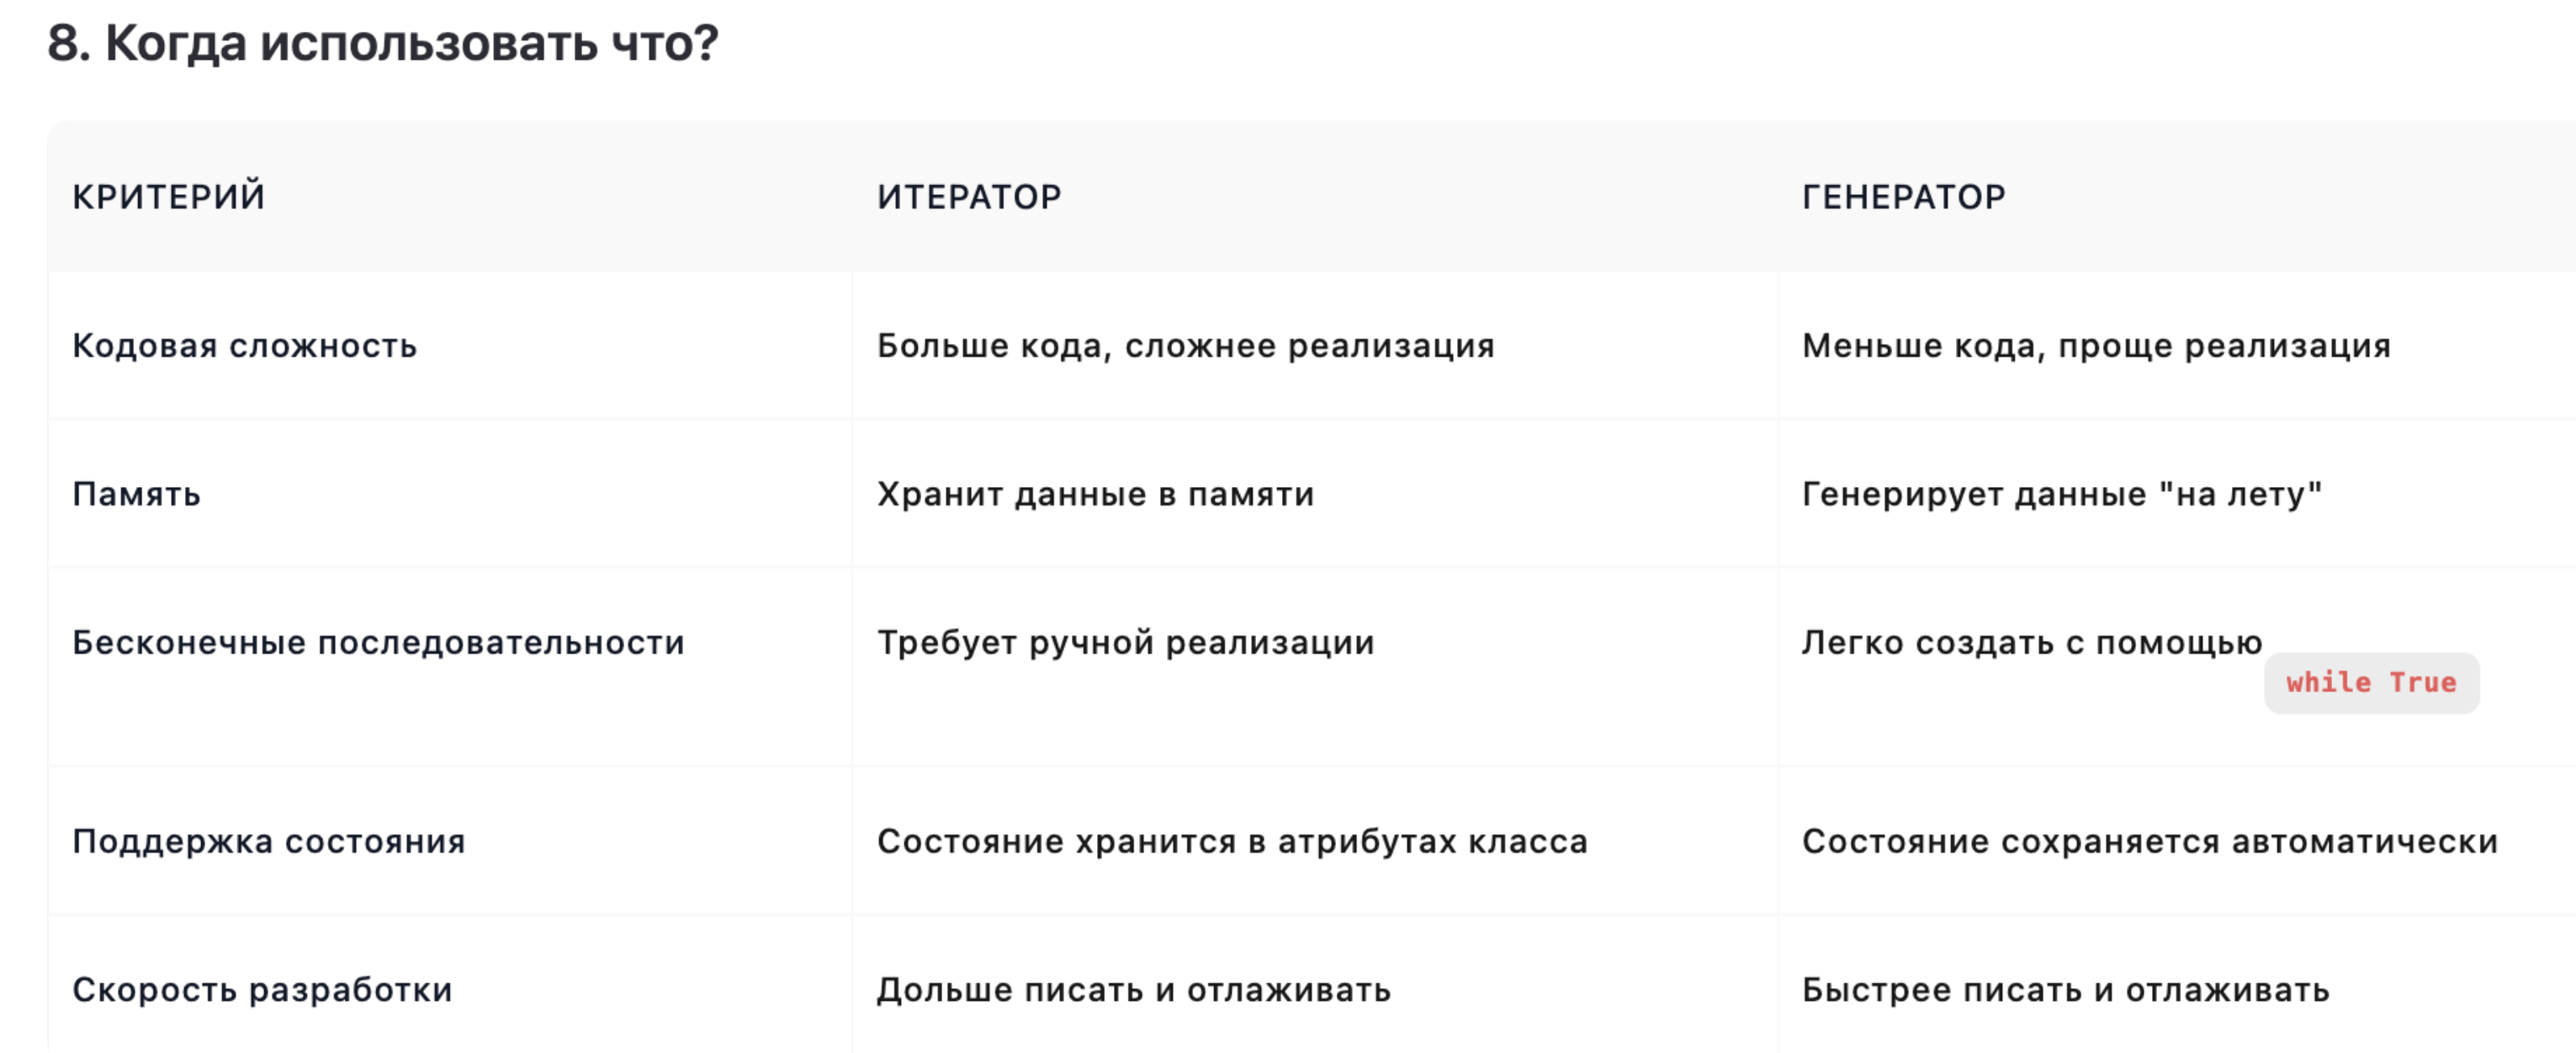 8. Когда использовать что?
КРИТЕРИЙ ИТЕРАТОР ГЕНЕРАТОР
Кодовая сложность Больше кода, сложнее реализация Меньше кода, проще реализация
Память Хранит данные в памяти Генерирует данные "на лету"
Бесконечные последовательности Требует ручной реализации Легко создать с помощью while True
Поддержка состояния Состояние хранится в атрибутах класса Состояние сохраняется автоматически
Скорость разработки Дольше писать и отлаживать Быстрее писать и отлаживать